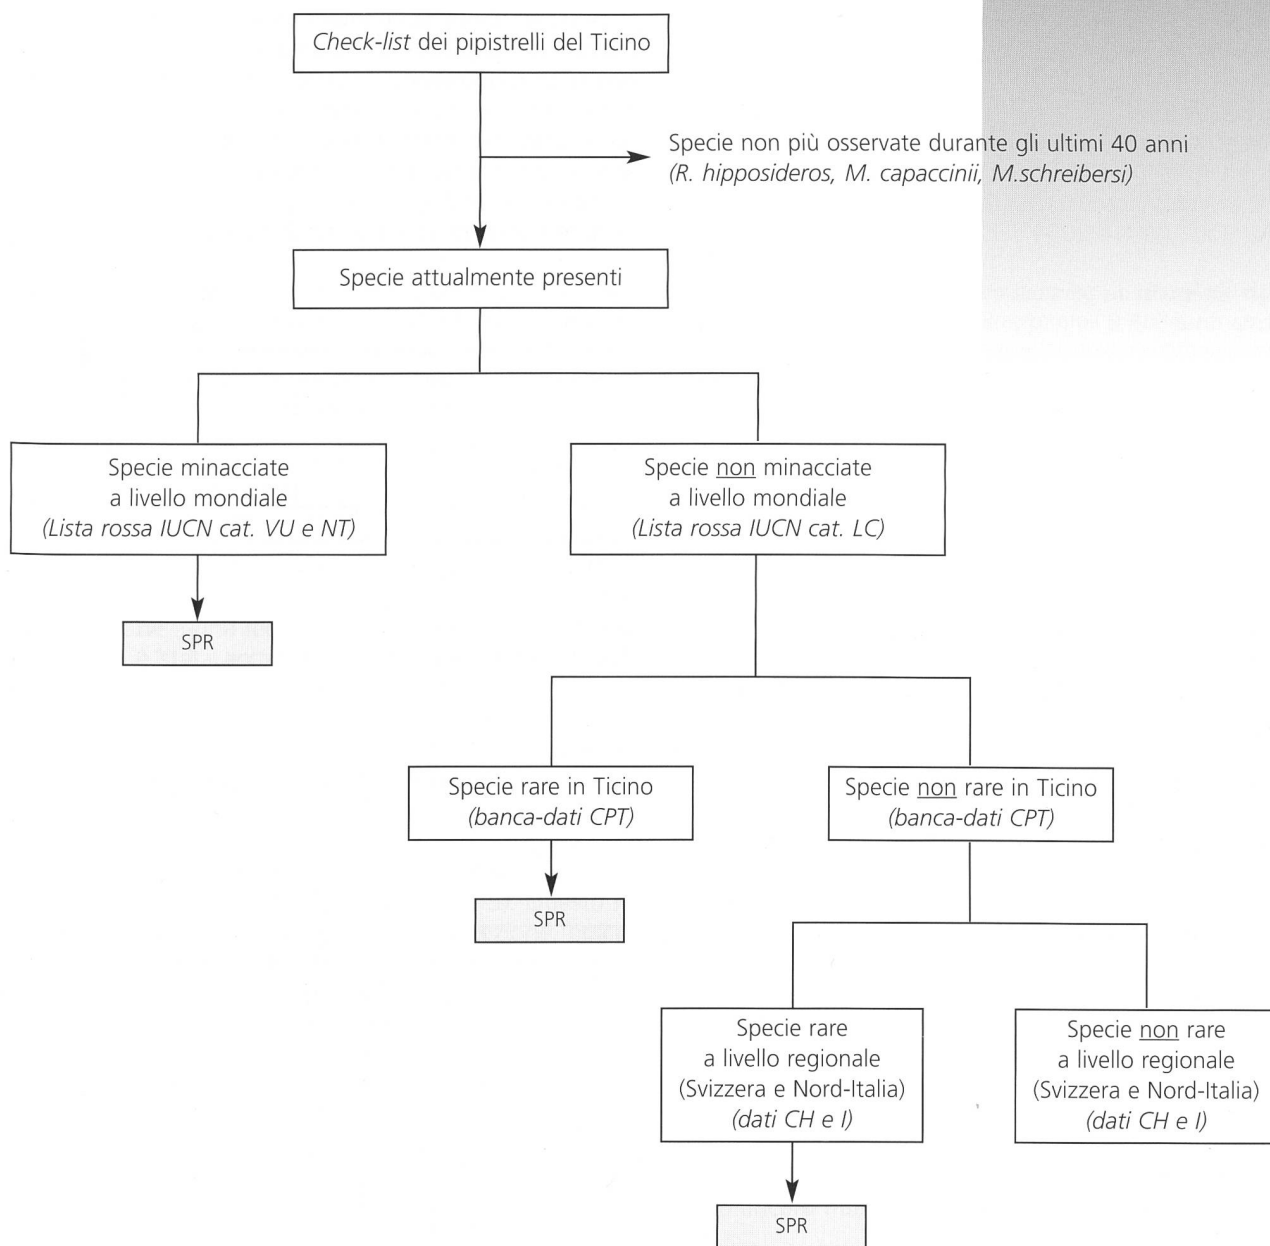 Check-list dei pipistrelli del Ticino
Specie non più osservate durante gli ultimi 40 anni
(R. hipposideros, M. capaccinii, M.schreibersi)
Specie attualmente presenti
Specie minacciate
a livello mondiale
(Lista rossa IUCN cat. VU e NT)
Specie non minacciate
a livello mondiale
(Lista rossa IUCN cat. LC)
SPR
Specie rare in Ticino
(banca-dati CPT)
Specie non rare in Ticino
(banca-dati CPT)
SPR
Specie rare
a livello regionale
(Svizzera e Nord-Italia)
(dati CH e I)
Specie non rare
a livello regionale
(Svizzera e Nord-Italia)
(dati CH e I)
SPR